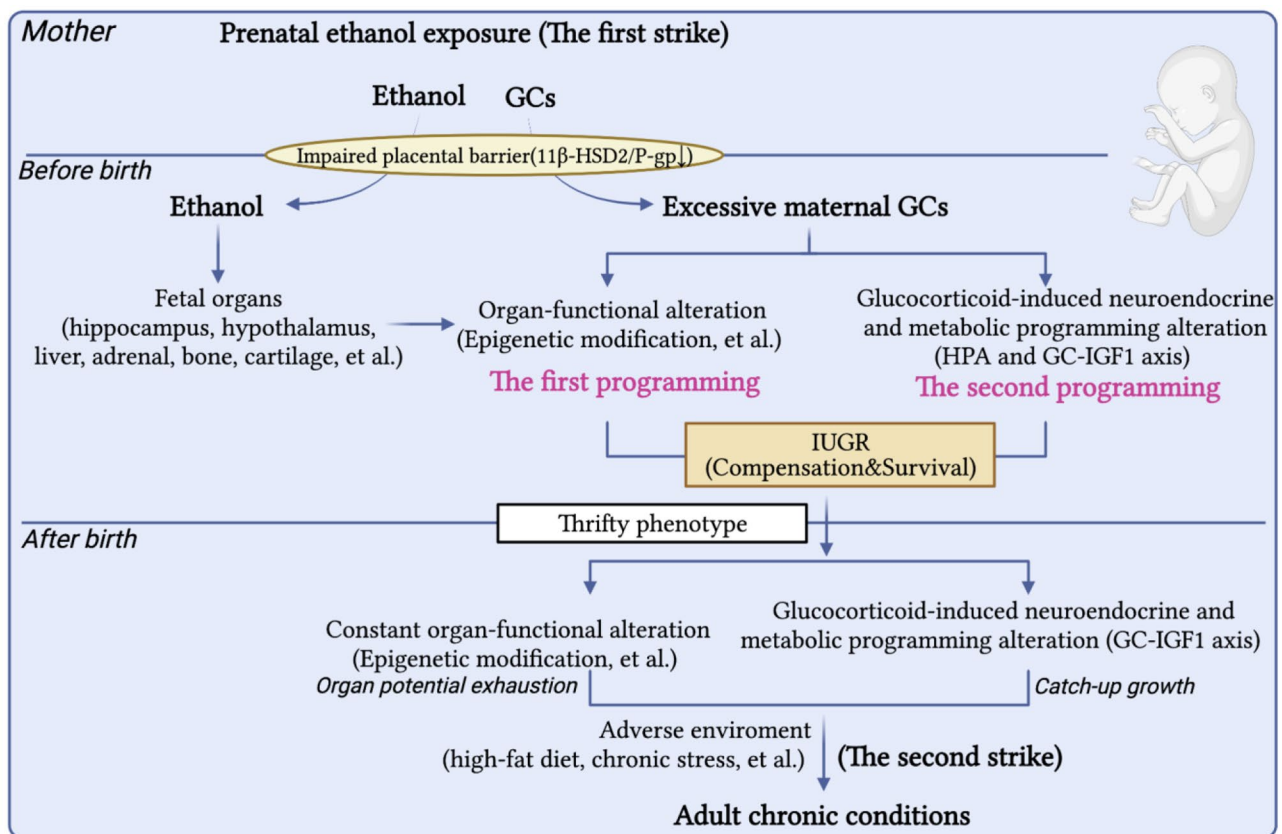 Mother
Prenatal ethanol exposure (The first strike)
Ethanol
GCs
Impaired placental barrier(11β-HSD2/P-gp↓)
Before birth
Ethanol
Excessive maternal GCs
Fetal organs
(hippocampus, hypothalamus,
liver, adrenal, bone, cartilage, et al.)
Organ-functional alteration
(Epigenetic modification, et al.)
The first programming
Glucocorticoid-induced neuroendocrine
and metabolic programming alteration
(HPA and GC-IGF1 axis)
The second programming
IUGR
(Compensation&Survival)
Thrifty phenotype
After birth
Constant organ-functional alteration
(Epigenetic modification, et al.)
Organ potential exhaustion
Glucocorticoid-induced neuroendocrine and
metabolic programming alteration (GC-IGF1 axis)
Catch-up growth
Adverse enviroment
(high-fat diet, chronic stress, et al.)
(The second strike)
Adult chronic conditions